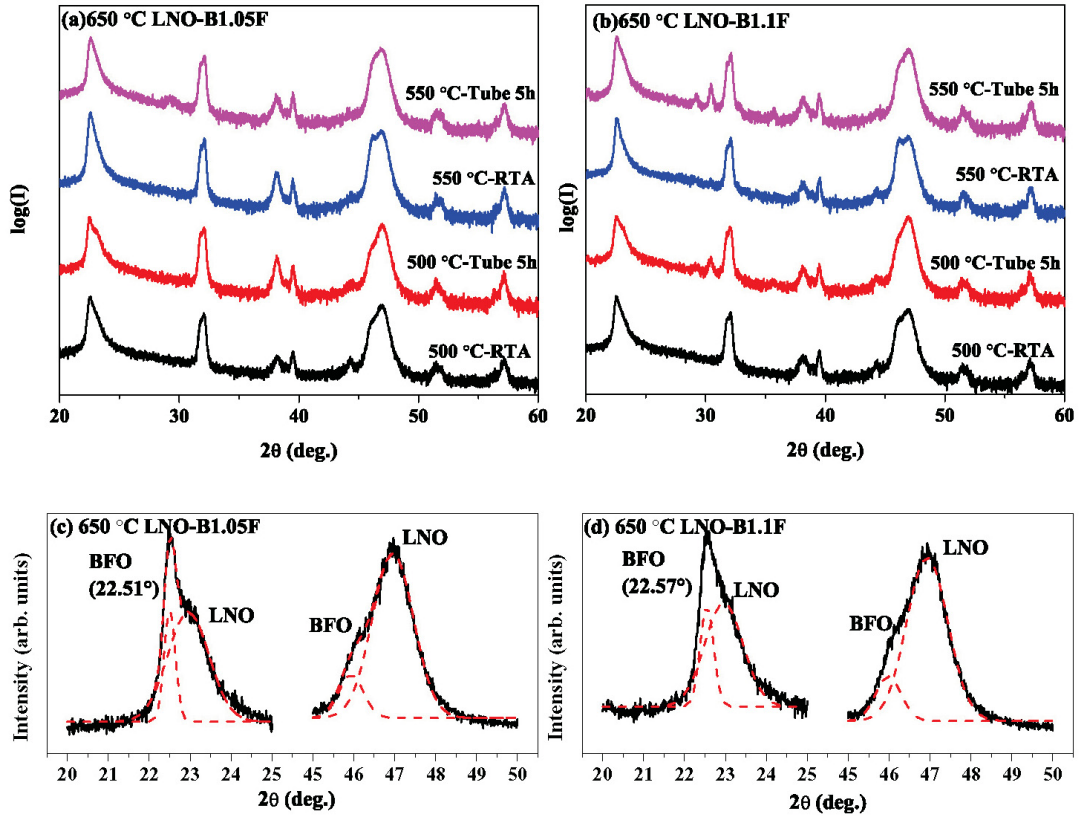 (a)650 °C LNO-B1.05F
550 °C-Tube 5h
550 °C-RTA
500 °C-Tube 5h
500 °C-RTA
log(I)
20 30 40 50 60
2θ (deg.)
(b)650 °C LNO-B1.1F
550 °C-Tube 5h
550 °C-RTA
500 °C-Tube 5h
500 °C-RTA
log(I)
20 30 40 50 60
2θ (deg.)
(c) 650 °C LNO-B1.05F
BFO
(22.51°)
LNO
BFO
LNO
Intensity (arb. units)
20 21 22 23 24 25 45 46 47 48 49 50
2θ (deg.)
(d) 650 °C LNO-B1.1F
BFO
(22.57°)
LNO
BFO
LNO
Intensity (arb. units)
20 21 22 23 24 25 45 46 47 48 49 50
2θ (deg.)